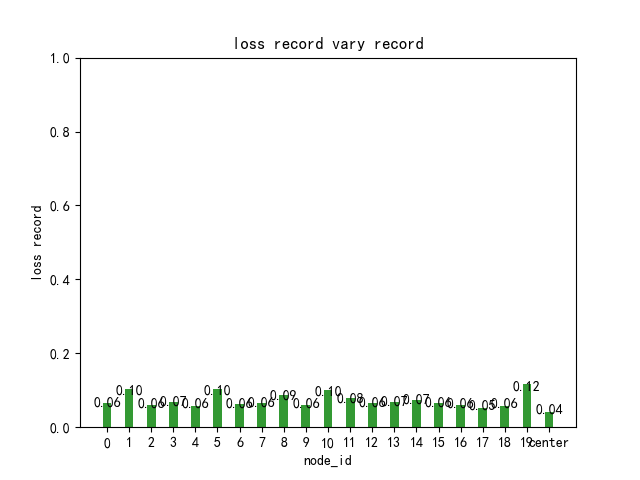 loss record vary record
1.0
0.8
0.6
0.4
0.2
0.0
loss record
0.06 0.10 0.06 0.07 0.06 0.10 0.06 0.06 0.09 0.06 0.10 0.08 0.06 0.07 0.07 0.06 0.06 0.05 0.06 0.12 0.04
0 1 2 3 4 5 6 7 8 9 10 11 12 13 14 15 16 17 18 19 center
node_id